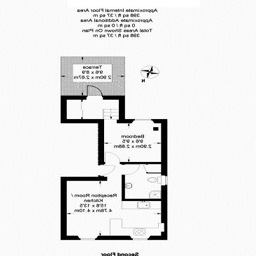 Approximate Internal Floor Area
398 sq ft / 37 sq m
Approximate Additional Area
0 sq ft / 0 sq m
Total Areas Shown On Plan
398 sq ft / 37 sq m
Terrace
9'6 x 8'9
2.90m x 2.67m
N
Bedroom
9'6 x 9'5
2.90m x 2.88m
Reception Room /
Kitchen
15'8 x 13'5
4.78m x 4.10m
Second Floor